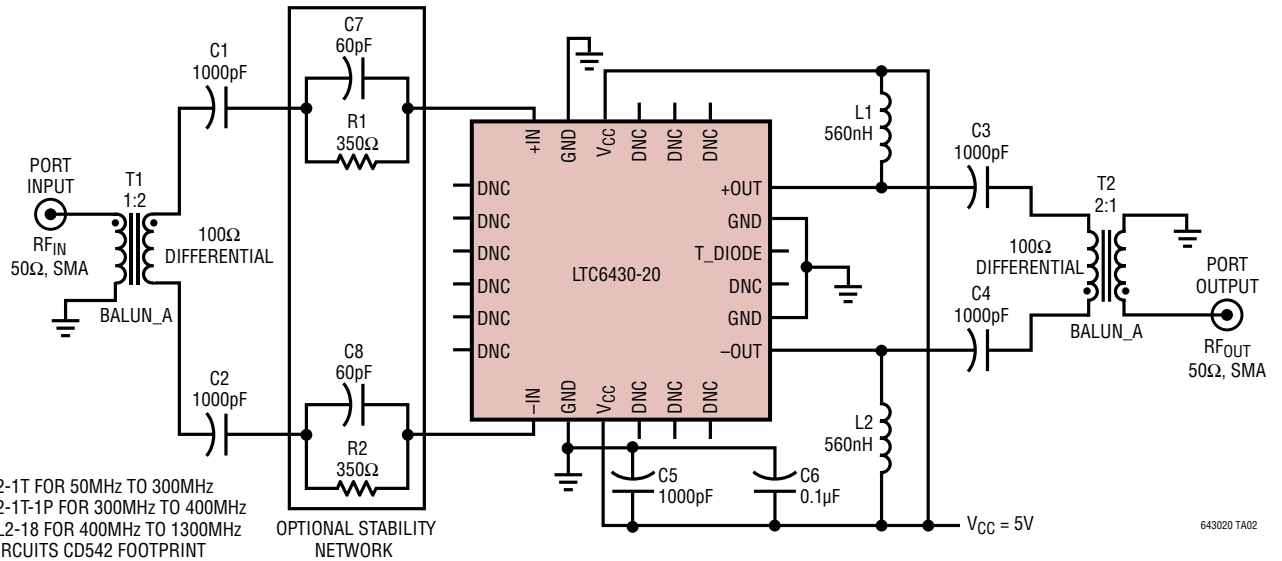 C7
60pF
C1
1000pF
R1
350Ω
+IN
GND
VCC
DNC
DNC
DNC
L1
560nH
C3
1000pF
PORT
INPUT
T1
1:2
RFIN
50Ω, SMA
100Ω
DIFFERENTIAL
BALUN_A
DNC
DNC
DNC
DNC
DNC
DNC
LTC6430-20
+OUT
GND
T_DIODE
DNC
GND
–OUT
100Ω
DIFFERENTIAL
T2
2:1
PORT
OUTPUT
C4
1000pF
BALUN_A
RFOUT
50Ω, SMA
C2
1000pF
C8
60pF
R2
350Ω
–IN
GND
VCC
DNC
DNC
DNC
L2
560nH
C5
1000pF
C6
0.1µF
VCC = 5V
2-1T FOR 50MHz TO 300MHz
2-1T-1P FOR 300MHz TO 400MHz
L2-18 FOR 400MHz TO 1300MHz
RCUITS CD542 FOOTPRINT
OPTIONAL STABILITY
NETWORK
643020 TA02